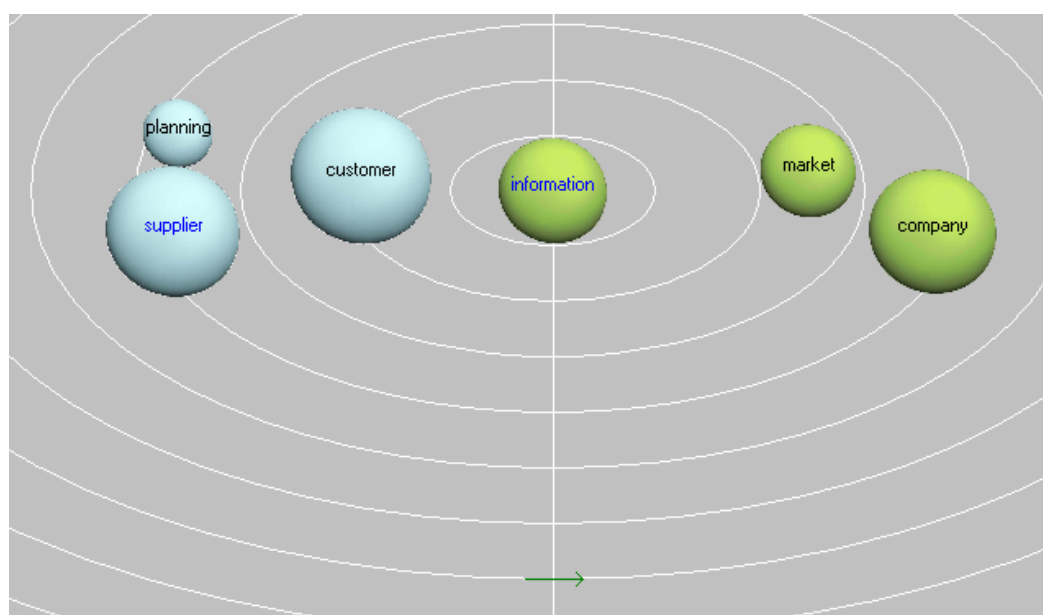 planning
supplier
customer
information
market
company